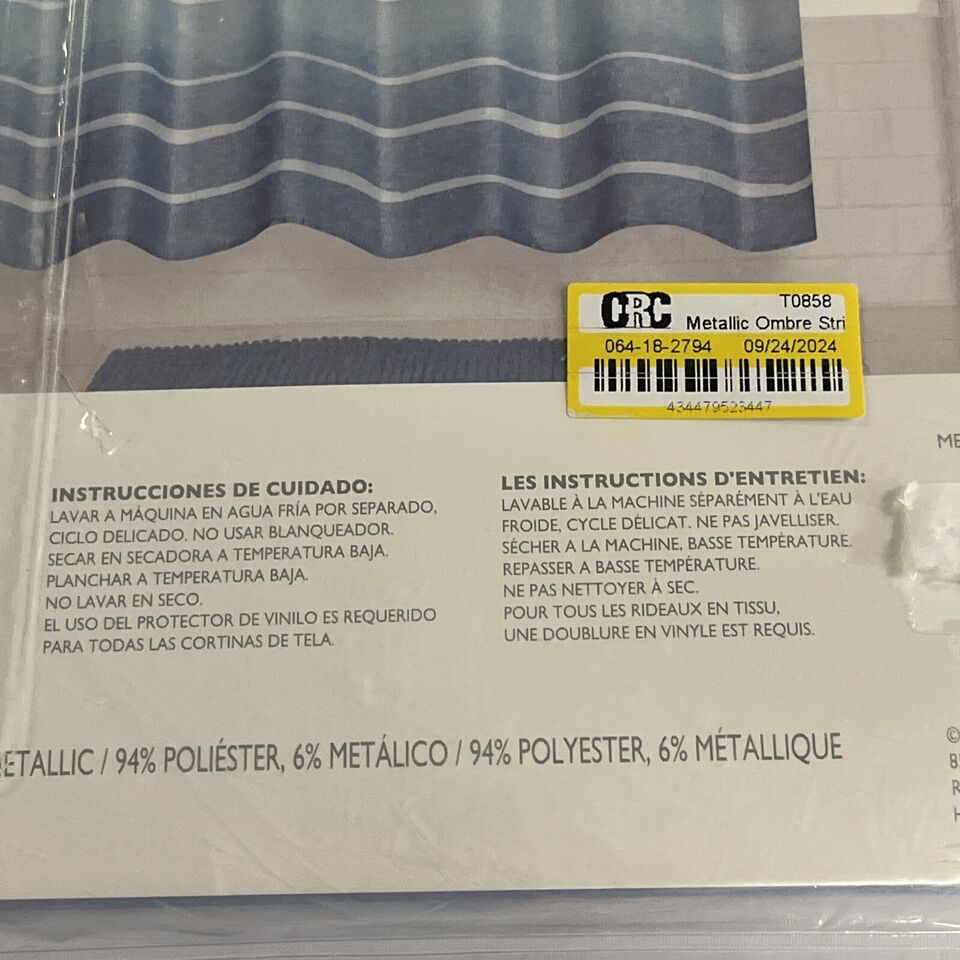 CRC
T0858
Metallic Ombre Stri
064-18-2794 09/24/2024
434479523447
INSTRUCCIONES DE CUIDADO:
LAVAR A MÁQUINA EN AGUA FRÍA POR SEPARADO,
CICLO DELICADO. NO USAR BLANQUEADOR.
SECAR EN SECADORA A TEMPERATURA BAJA.
PLANCHAR A TEMPERATURA BAJA.
NO LAVAR EN SECO.
EL USO DEL PROTECTOR DE VINILO ES REQUERIDO
PARA TODAS LAS CORTINAS DE TELA.
LES INSTRUCTIONS D'ENTRETIEN:
LAVABLE À LA MACHINE SÉPARÉMENT À L'EAU
FROIDE, CYCLE DÉLICAT. NE PAS JAVELLISER.
SÉCHER A LA MACHINE, BASSE TEMPÉRATURE.
REPASSER A BASSE TEMPÉRATURE.
NE PAS NETTOYER À SEC.
POUR TOUS LES RIDEAUX EN TISSU,
UNE DOUBLURE EN VINYLE EST REQUIS.
ME
ETALLIC / 94% POLIÉSTER, 6% METÁLICO / 94% POLYESTER, 6% MÉTALLIQUE
©
8
R
H